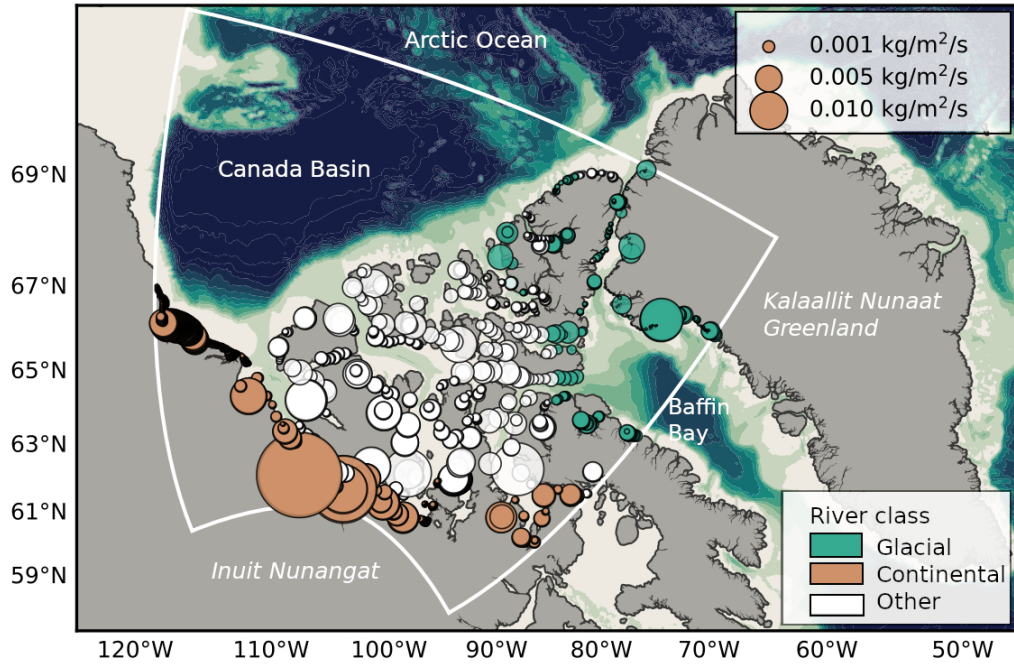 Arctic Ocean
0.001 kg/m²/s
0.005 kg/m²/s
0.010 kg/m²/s
69°N
Canada Basin
67°N
Kalaallit Nunaat
Greenland
65°N
Baffin
Bay
63°N
61°N
River class
Glacial
Continental
Other
Inuit Nunangat
59°N
120°W 110°W 100°W 90°W 80°W 70°W 60°W 50°W